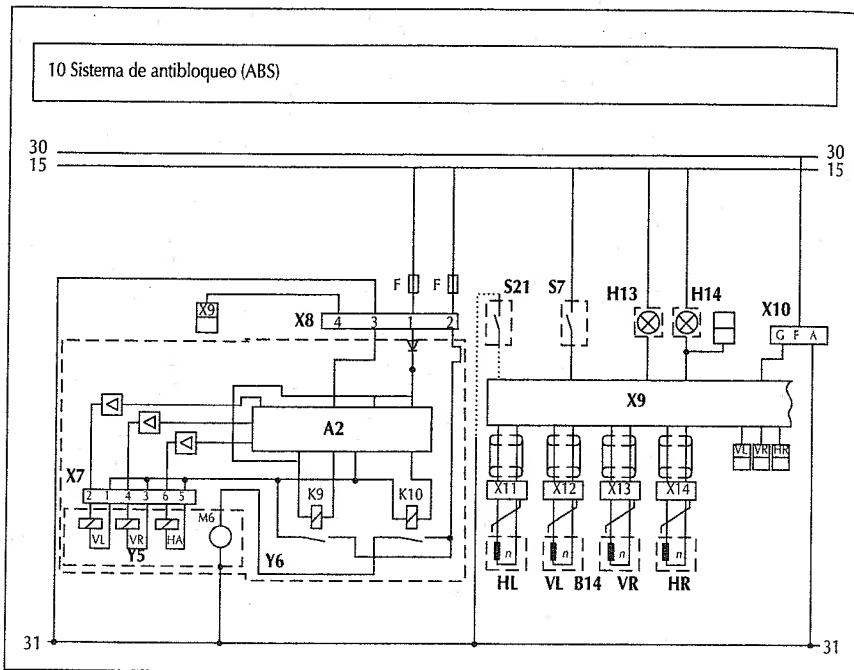 10 Sistema de antibloqueo (ABS)
30 30
15 15
F F S21 S7 H13 H14
X9 X10
X8 4 3 1 2 G F A
A2 X9
VL VR HR
X7 K9 K10 X11 X12 X13 X14
2 1 4 3 6 5
M6
VL VR HA n n n n
Y5 Y6
HL VL B14 VR HR
31 31